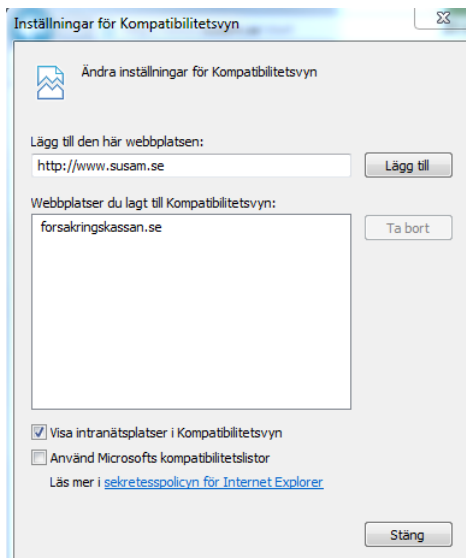 Inställningar för Kompatibilitetsvyn
Ändra inställningar för Kompatibilitetsvyn
Lägg till den här webbplatsen:
http://www.susam.se
Lägg till
Webbplatser du lagt till Kompatibilitetsvyn:
forsakringskassan.se
Ta bort
Visa intranätsplatser i Kompatibilitetsvyn
Använd Microsofts kompatibilitetslistor
Läs mer i sekretesspolicyn för Internet Explorer
Stäng